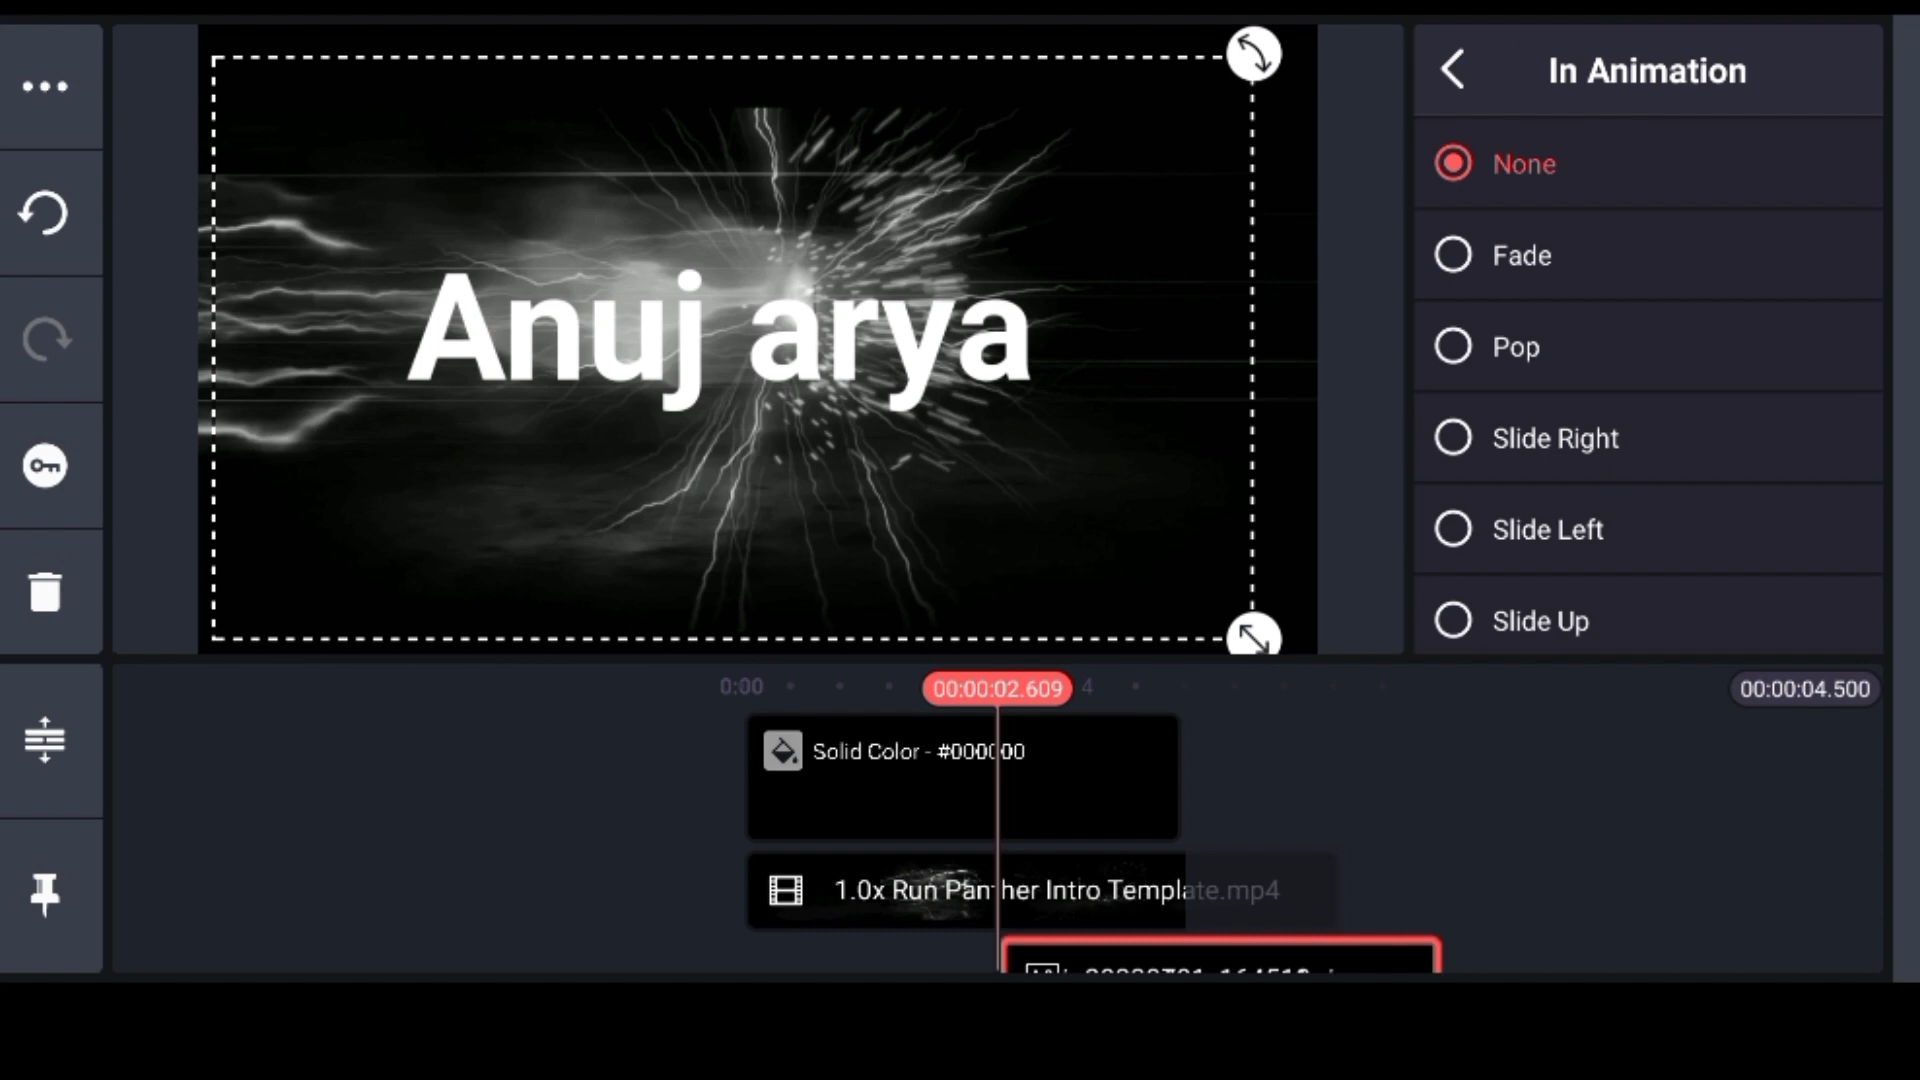 In Animation
None
Fade
Anuj arya
Pop
Slide Right
Slide Left
Slide Up
0:00
00:00:02.609
4
00:00:04.500
Solid Color - #000000
1.0x Run Panther Intro Template.mp4